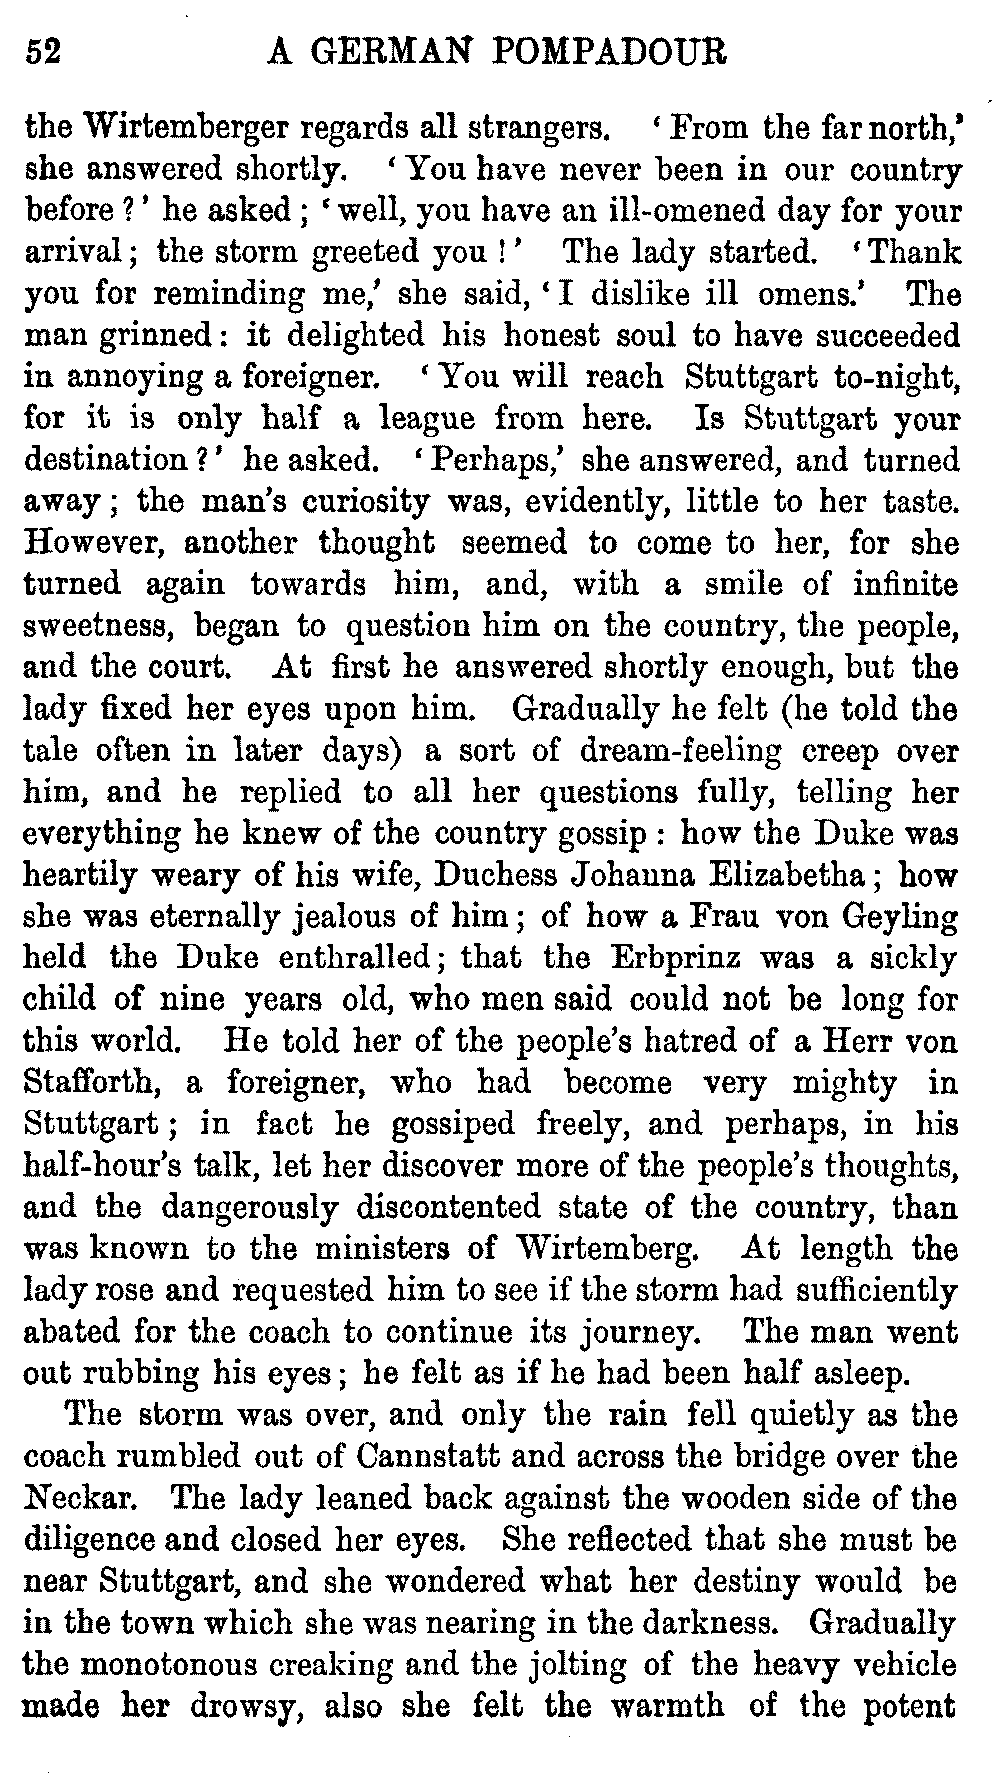 52 A GERMAN POMPADOUR
the Wirtemberger regards all strangers. ‘From the far north,’
she answered shortly. ‘You have never been in our country
before?’ he asked; ‘well, you have an ill-omened day for your
arrival; the storm greeted you!’ The lady started. ‘Thank
you for reminding me,’ she said, ‘I dislike ill omens.’ The
man grinned: it delighted his honest soul to have succeeded
in annoying a foreigner. ‘You will reach Stuttgart to-night,
for it is only half a league from here. Is Stuttgart your
destination?’ he asked. ‘Perhaps,’ she answered, and turned
away; the man's curiosity was, evidently, little to her taste.
However, another thought seemed to come to her, for she
turned again towards him, and, with a smile of infinite
sweetness, began to question him on the country, the people,
and the court. At first he answered shortly enough, but the
lady fixed her eyes upon him. Gradually he felt (he told the
tale often in later days) a sort of dream-feeling creep over
him, and he replied to all her questions fully, telling her
everything he knew of the country gossip: how the Duke was
heartily weary of his wife, Duchess Johanna Elizabetha; how
she was eternally jealous of him; of how a Frau von Geyling
held the Duke enthralled; that the Erbprinz was a sickly
child of nine years old, who men said could not be long for
this world. He told her of the people's hatred of a Herr von
Stafforth, a foreigner, who had become very mighty in
Stuttgart; in fact he gossiped freely, and perhaps, in his
half-hour's talk, let her discover more of the people's thoughts,
and the dangerously discontented state of the country, than
was known to the ministers of Wirtemberg. At length the
lady rose and requested him to see if the storm had sufficiently
abated for the coach to continue its journey. The man went
out rubbing his eyes; he felt as if he had been half asleep.
The storm was over, and only the rain fell quietly as the
coach rumbled out of Cannstatt and across the bridge over the
Neckar. The lady leaned back against the wooden side of the
diligence and closed her eyes. She reflected that she must be
near Stuttgart, and she wondered what her destiny would be
in the town which she was nearing in the darkness. Gradually
the monotonous creaking and the jolting of the heavy vehicle
made her drowsy, also she felt the warmth of the potent